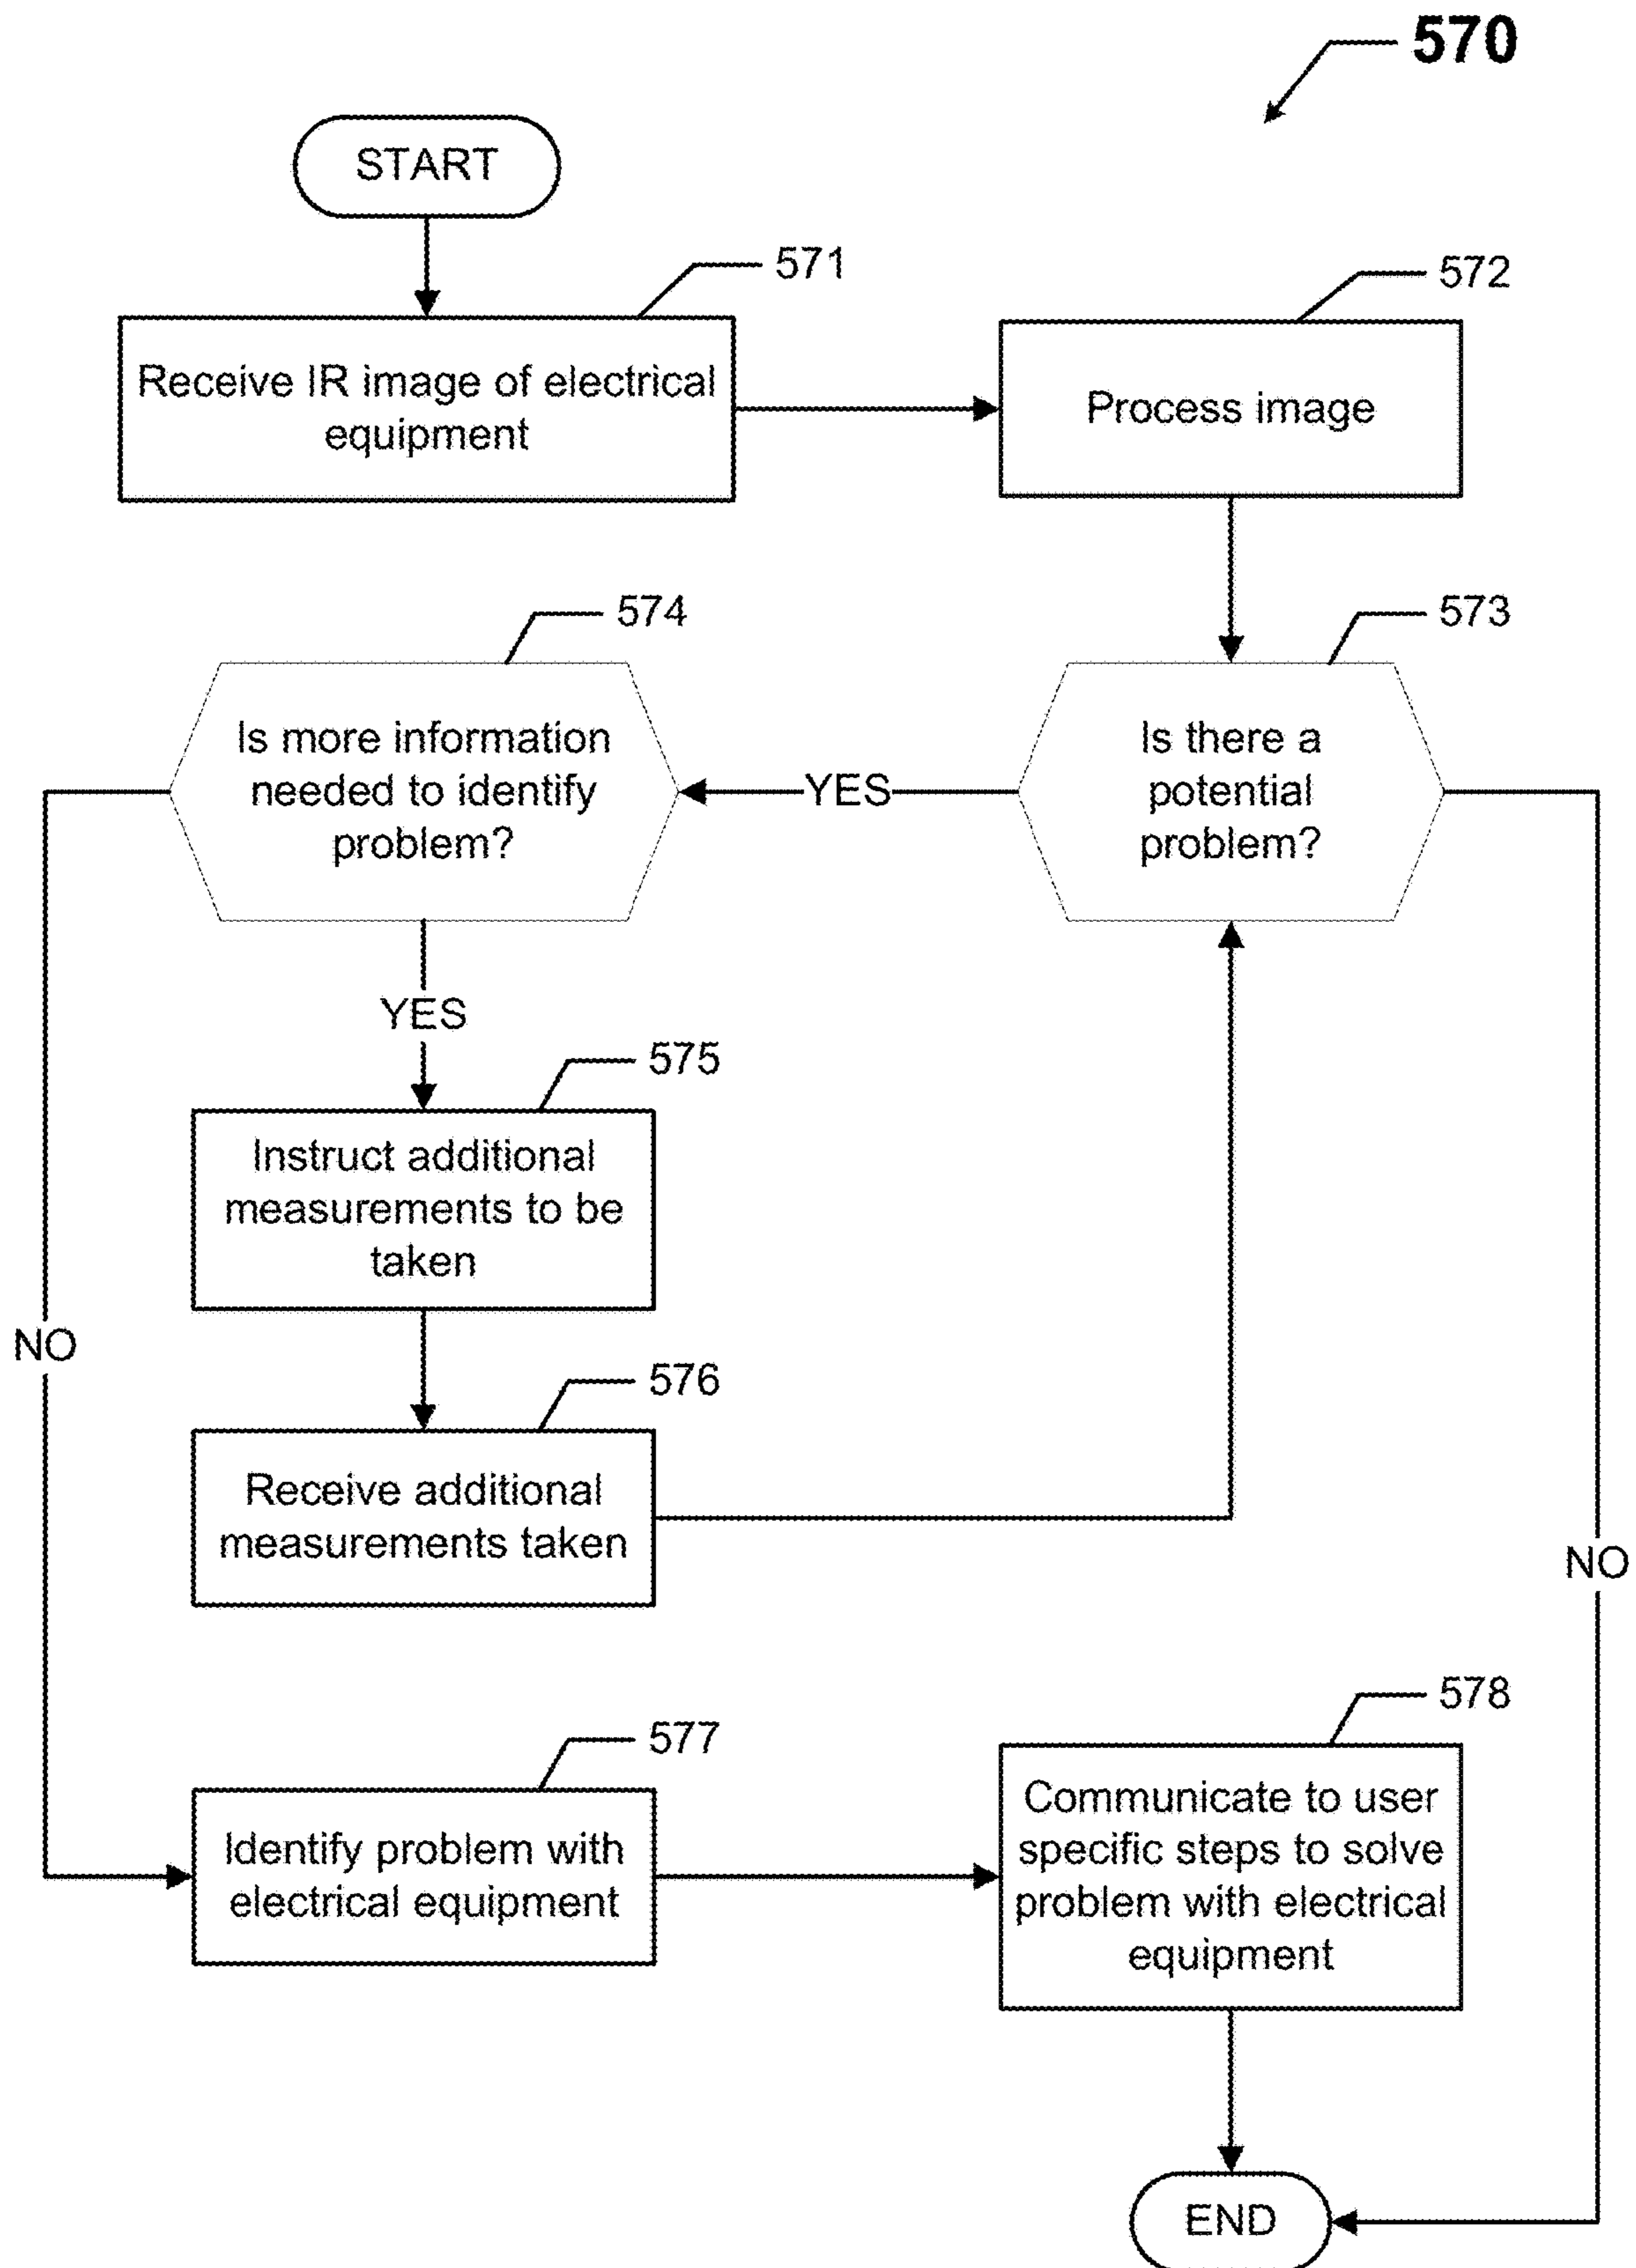 570
START
571
Receive IR image of electrical
equipment
572
Process image
573
Is there a
potential
problem?
574
Is more information
needed to identify
problem?
YES
YES
575
Instruct additional
measurements to be
taken
576
Receive additional
measurements taken
NO
NO
577
Identify problem with
electrical equipment
578
Communicate to user
specific steps to solve
problem with electrical
equipment
END